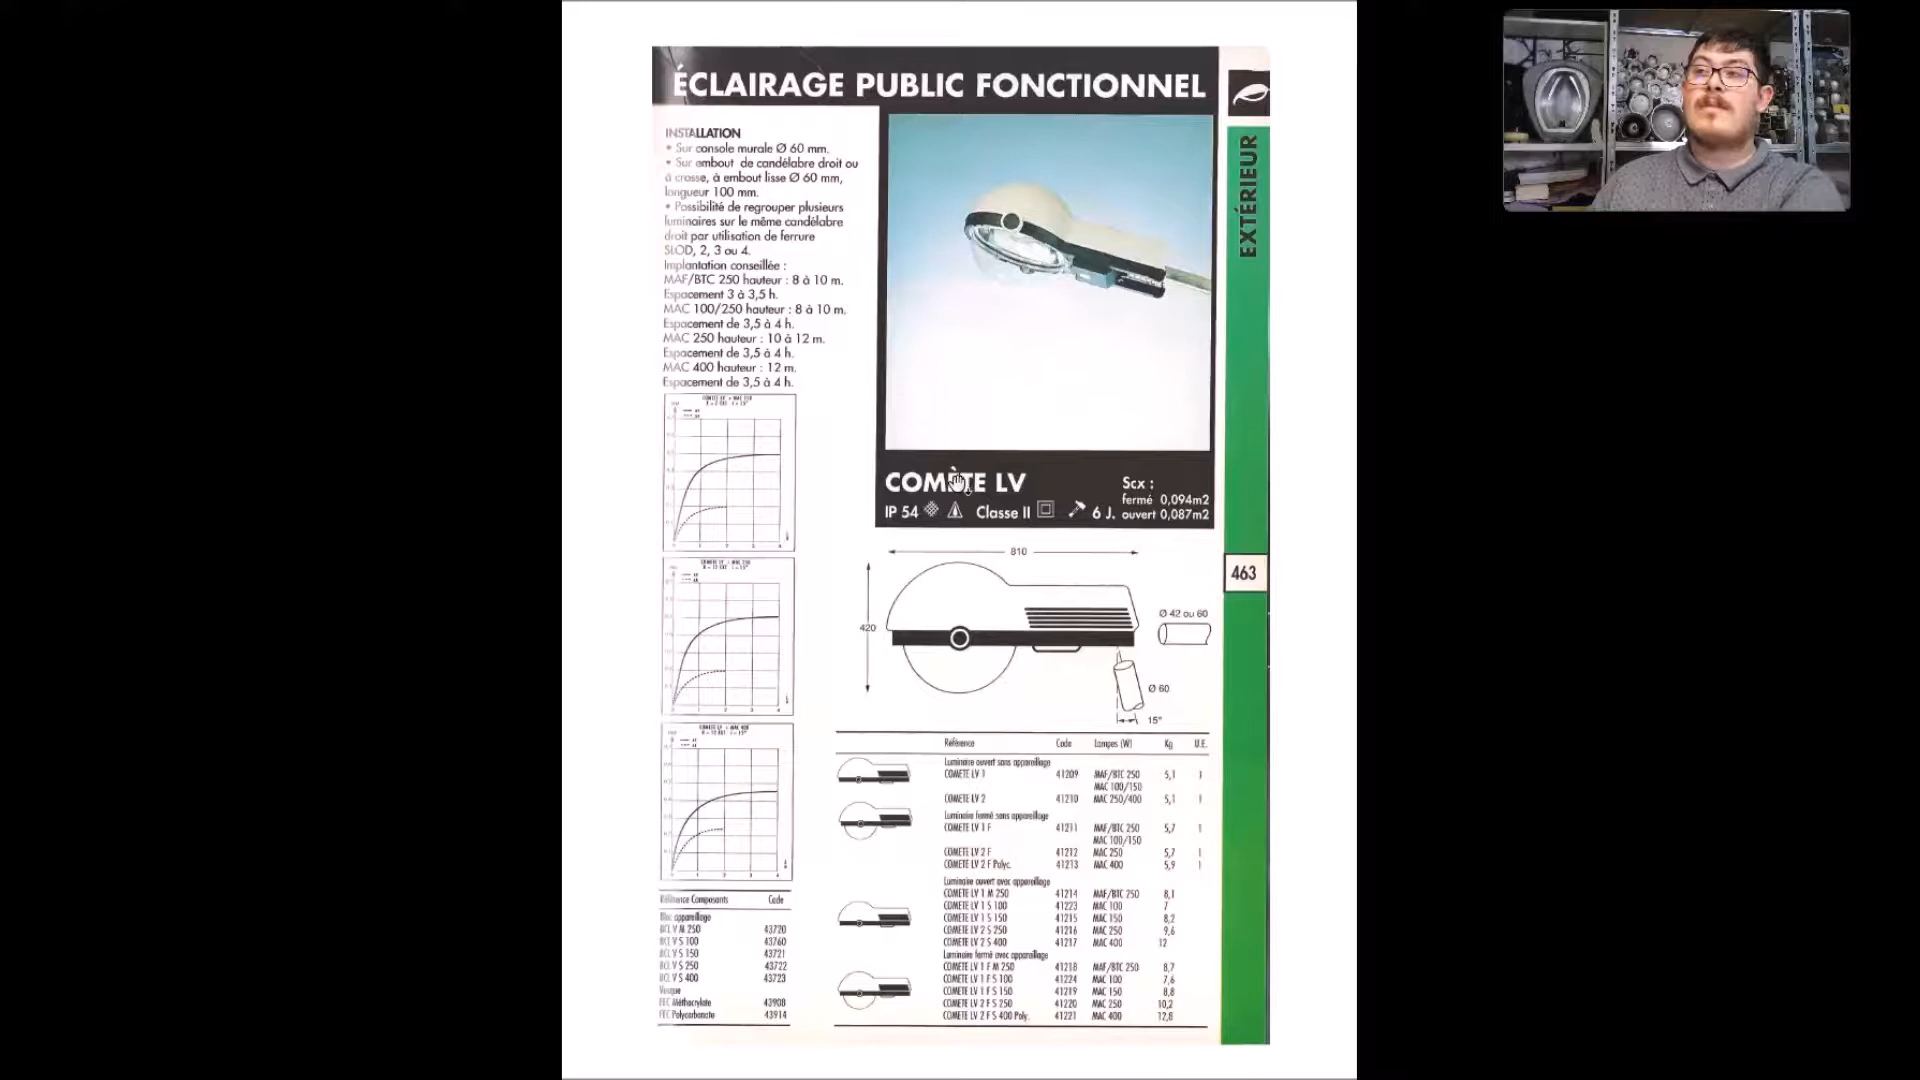 ÉCLAIRAGE PUBLIC FONCTIONNEL
INSTALLATION
• Sur console murale Ø 60 mm.
• Sur embout de candélabre droit ou
à crosse, à embout lisse Ø 60 mm,
longueur 100 mm.
• Possibilité de regrouper plusieurs
luminaires sur le même candélabre
droit par utilisation de ferrure
SLOD, 2, 3 ou 4.
Implantation conseillée :
MAF/BTC 250 hauteur : 8 à 10 m.
Espacement 3 à 3,5 h.
MAC 100/250 hauteur : 8 à 10 m.
Espacement de 3,5 à 4 h.
MAC 250 hauteur : 10 à 12 m.
Espacement de 3,5 à 4 h.
MAC 400 hauteur : 12 m.
Espacement de 3,5 à 4 h.
EXTÉRIEUR
463
COMÈTE LV
IP 54 Classe II 6 J.
Scx :
fermé 0,094m2
ouvert 0,087m2
810
420
Ø 42 ou 60
Ø 60
15°
Référence Code Lampes (W) Kg U.E.
Luminaire ouvert sans appareillage
COMETE LV 1 41209 MAF/BTC 250 5,1 1
MAC 100/150
COMETE LV 2 41210 MAC 250/400 5,1 1
Luminaire fermé sans appareillage
COMETE LV 1 F 41211 MAF/BTC 250 5,7 1
MAC 100/150
COMETE LV 2 F 41212 MAC 250 5,7 1
COMETE LV 2 F Polyc. 41213 MAC 400 5,9 1
Luminaire ouvert avec appareillage
COMETE LV 1 M 250 41214 MAF/BTC 250 8,1
COMETE LV 1 S 100 41223 MAC 100 7
COMETE LV 1 S 150 41215 MAC 150 8,2
COMETE LV 2 S 250 41216 MAC 250 9,6
COMETE LV 2 S 400 41217 MAC 400 12
Luminaire fermé avec appareillage
COMETE LV 1 F M 250 41218 MAF/BTC 250 8,7
COMETE LV 1 F S 100 41224 MAC 100 7,6
COMETE LV 1 F S 150 41219 MAC 150 8,8
COMETE LV 2 F S 250 41220 MAC 250 10,2
COMETE LV 2 F S 400 Poly. 41221 MAC 400 12,8
Référence Composants Code
Bloc appareillage
BCL V M 250 43720
BCL V S 100 43760
BCL V S 150 43721
BCL V S 250 43722
BCL V S 400 43723
Vasque
FEC Méthacrylate 43908
FEC Polycarbonate 43914